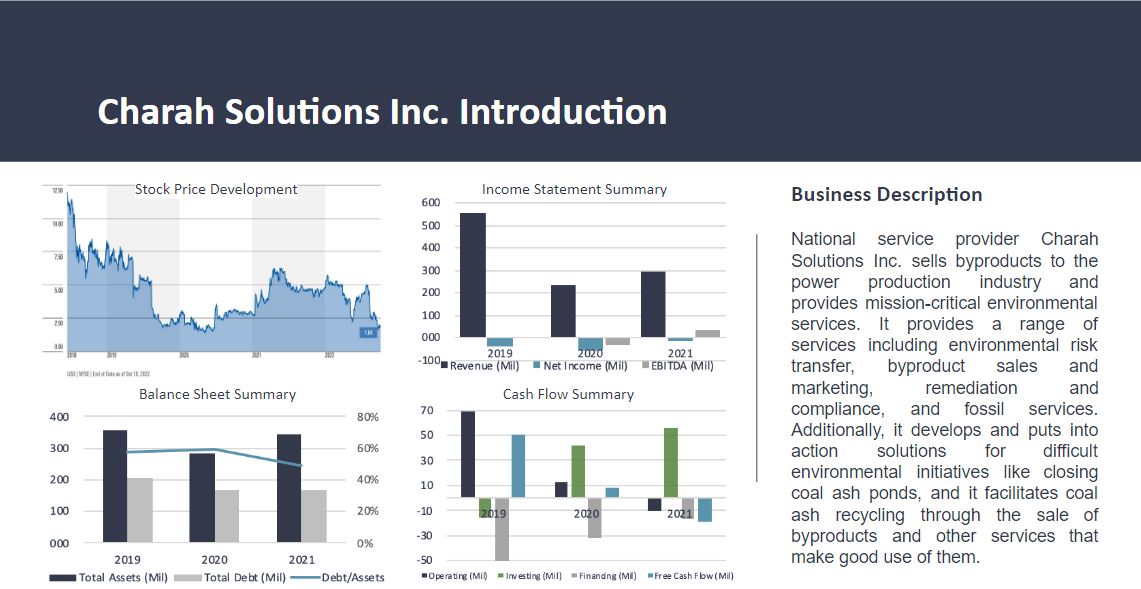 Charah Solutions Inc. Introduction
Stock Price Development
12.50
10.00
7.50
5.00
2.50
0.00
2018 2019 2020 2021 2022
USD | NYSE | End of Date as of Oct 10, 2022
Income Statement Summary
600
500
400
300
200
100
000
-100
2019 2020 2021
Revenue (Mil) Net Income (Mil) EBITDA (Mil)
Balance Sheet Summary
400 80%
300 60%
200 40%
100 20%
000 0%
2019 2020 2021
Total Assets (Mil) Total Debt (Mil) Debt/Assets
Cash Flow Summary
70
50
30
10
-10
-30
-50
2019 2020 2021
Operating (Mil) Investing (Mil) Financing (Mil) Free Cash Flow (Mil)
Business Description
National service provider Charah
Solutions Inc. sells byproducts to the
power production industry and
provides mission-critical environmental
services. It provides a range of
services including environmental risk
transfer, byproduct sales and
marketing, remediation and
compliance, and fossil services.
Additionally, it develops and puts into
action solutions for difficult
environmental initiatives like closing
coal ash ponds, and it facilitates coal
ash recycling through the sale of
byproducts and other services that
make good use of them.